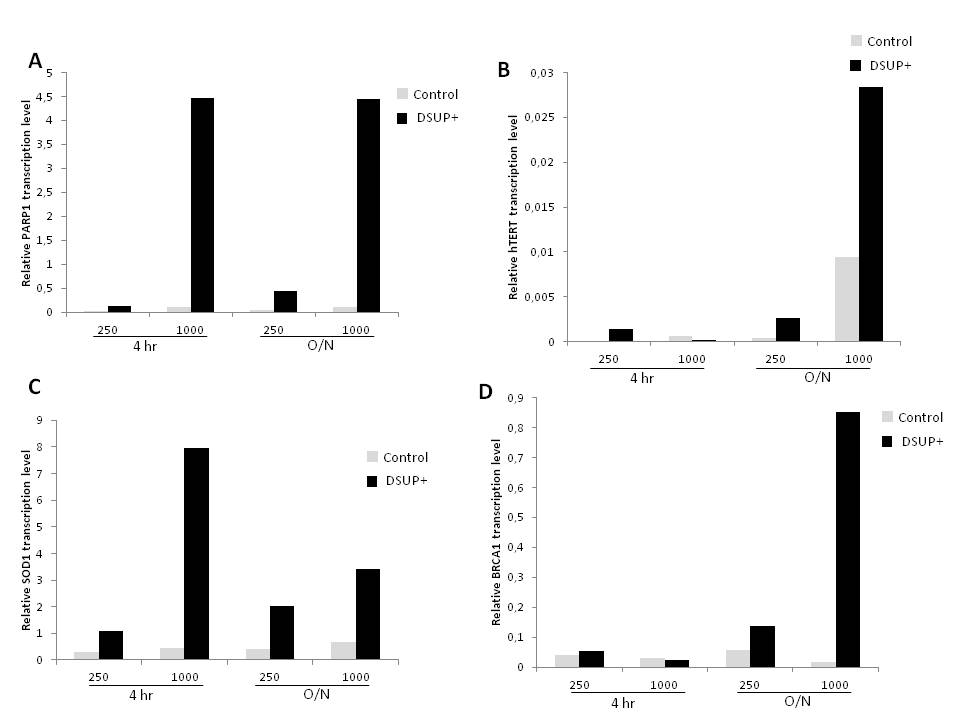 A
Relative PARP1 transcription level
5
4,5
4
3,5
3
2,5
2
1,5
1
0,5
0
250
1000
250
1000
4 hr
O/N
Control
DSUP+
B
Relative hTERT transcription level
0,03
0,025
0,02
0,015
0,01
0,005
0
250
1000
250
1000
4 hr
O/N
Control
DSUP+
C
Relative SOD1 transcription level
9
8
7
6
5
4
3
2
1
0
250
1000
250
1000
4 hr
O/N
Control
DSUP+
D
Relative BRCA1 transcription level
0,9
0,8
0,7
0,6
0,5
0,4
0,3
0,2
0,1
0
250
1000
250
1000
4 hr
O/N
Control
DSUP+